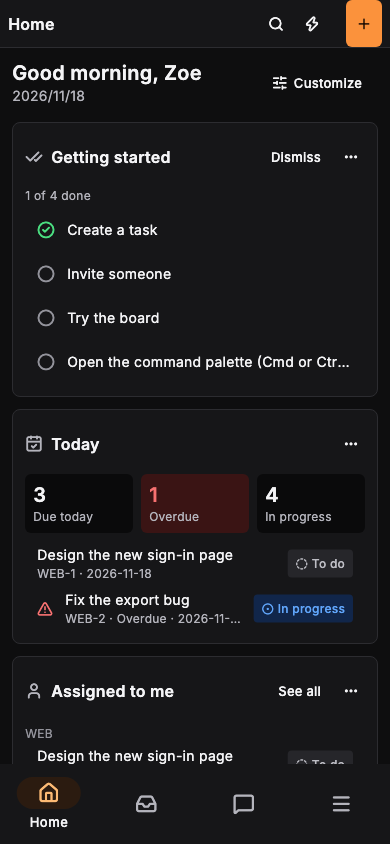 Home
Good morning, Zoe
2026/11/18
Customize
Getting started
Dismiss
1 of 4 done
Create a task
Invite someone
Try the board
Open the command palette (Cmd or Ctr...
Today
3
Due today
1
Overdue
4
In progress
Design the new sign-in page
WEB-1 · 2026-11-18
To do
Fix the export bug
WEB-2 · Overdue · 2026-11-...
In progress
Assigned to me
See all
WEB
Design the new sign-in page
To do
Home